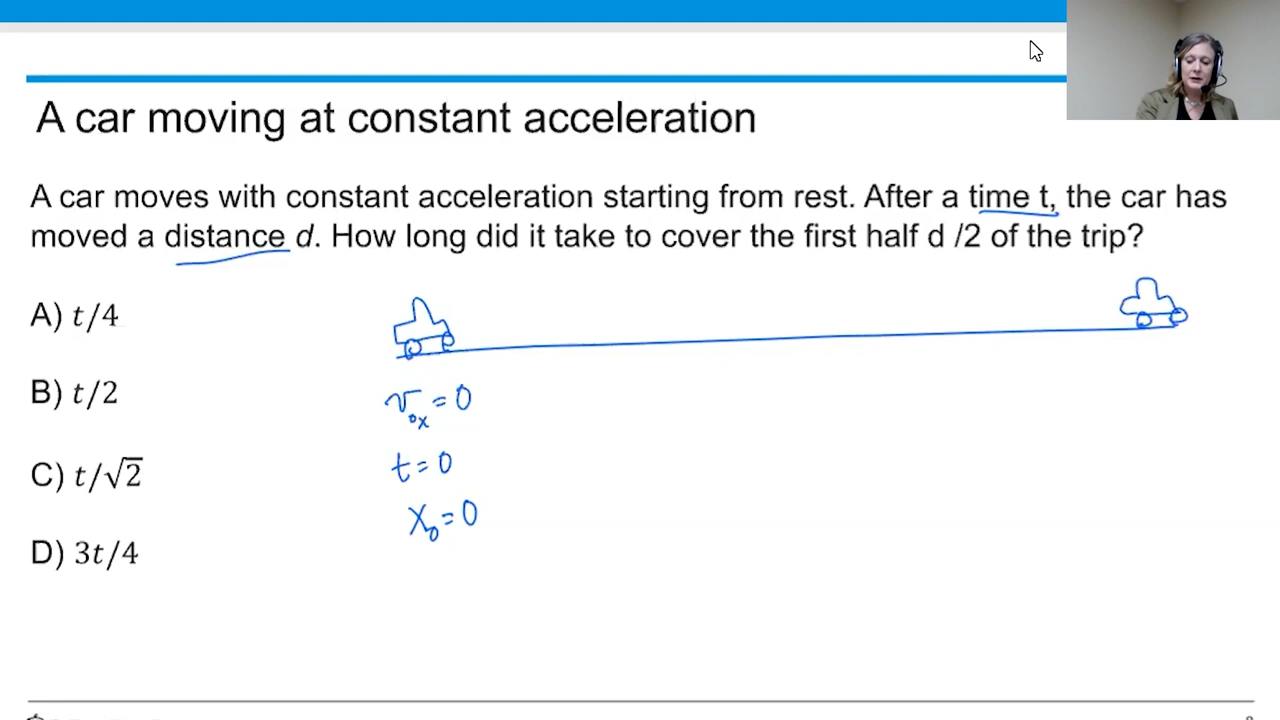 A car moving at constant acceleration
A car moves with constant acceleration starting from rest. After a time t, the car has
moved a distance d. How long did it take to cover the first half d /2 of the trip?
A) t/4
B) t/2
C) t/√2
D) 3t/4
v₀ₓ = 0
t = 0
x₀ = 0